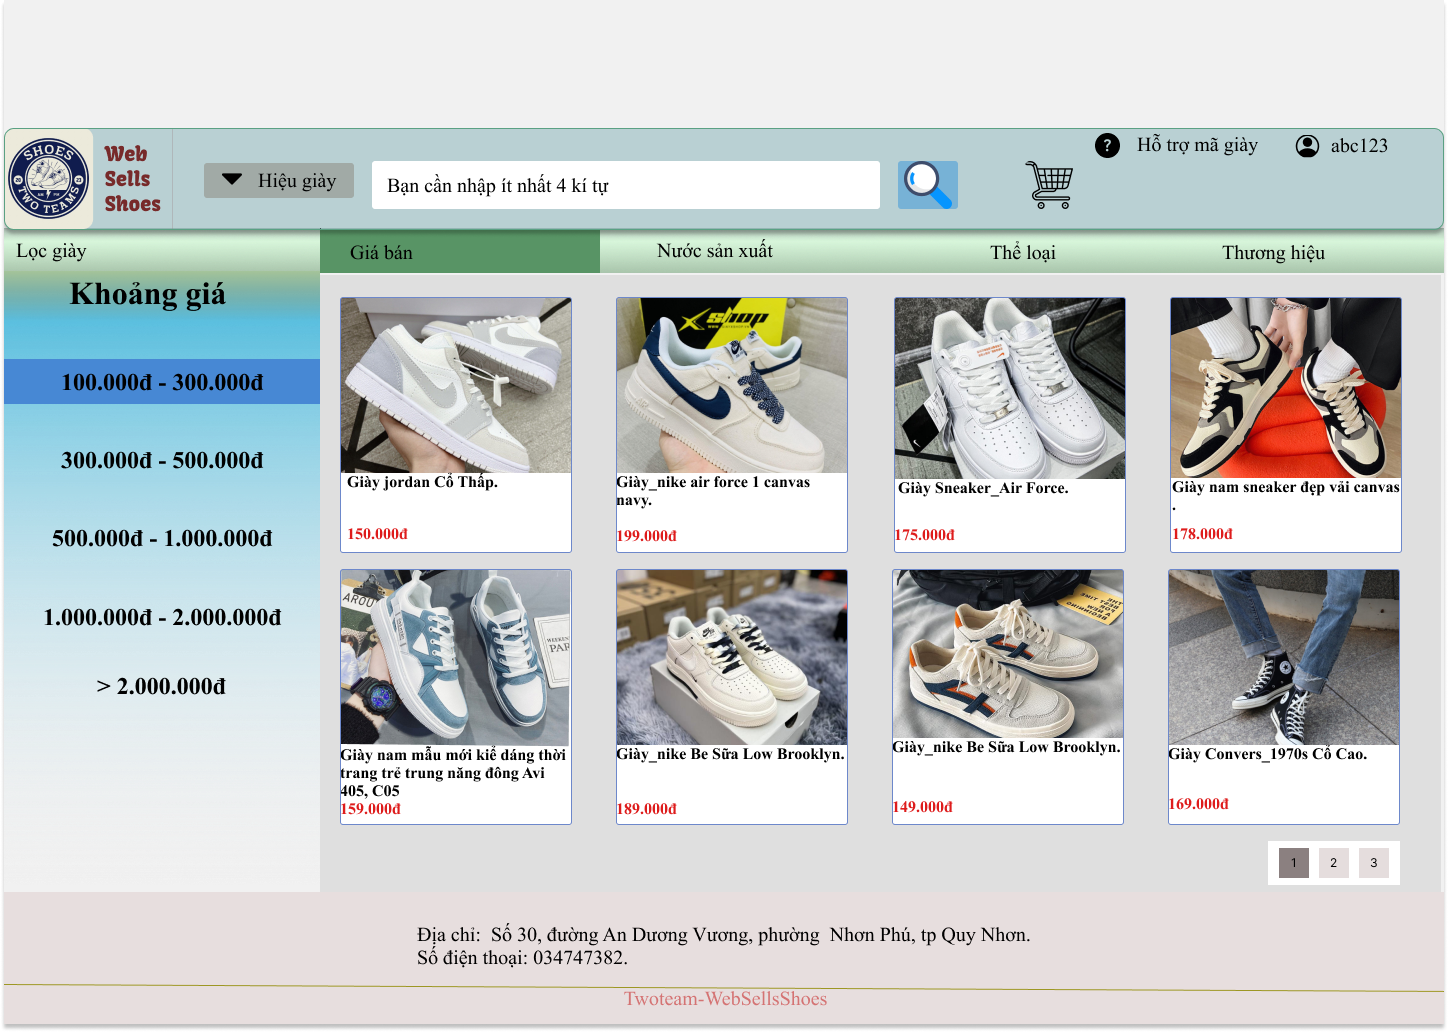 SHOES
TWO TEAMS
Web
Sells
Shoes
Hiệu giày
Bạn cần nhập ít nhất 4 kí tự
?
Hỗ trợ mã giày
abc123
Lọc giày
Giá bán
Nước sản xuất
Thể loại
Thương hiệu
Khoảng giá
100.000đ - 300.000đ
300.000đ - 500.000đ
500.000đ - 1.000.000đ
1.000.000đ - 2.000.000đ
> 2.000.000đ
Xshop
Giày jordan Cổ Thấp.
150.000đ
Giày_nike air force 1 canvas
navy.
199.000đ
Giày Sneaker_Air Force.
175.000đ
Giày nam sneaker đẹp vải canvas
.
178.000đ
AROU
WEEKEN
PAR
Giày nam mẫu mới kiể dáng thời
trang trẻ trung năng đông Avi
405, C05
159.000đ
Giày_nike Be Sữa Low Brooklyn.
189.000đ
Giày_nike Be Sữa Low Brooklyn.
149.000đ
Giày Convers_1970s Cổ Cao.
169.000đ
1
2
3
Địa chỉ: Số 30, đường An Dương Vương, phường Nhơn Phú, tp Quy Nhơn.
Số điện thoại: 034747382.
Twoteam-WebSellsShoes